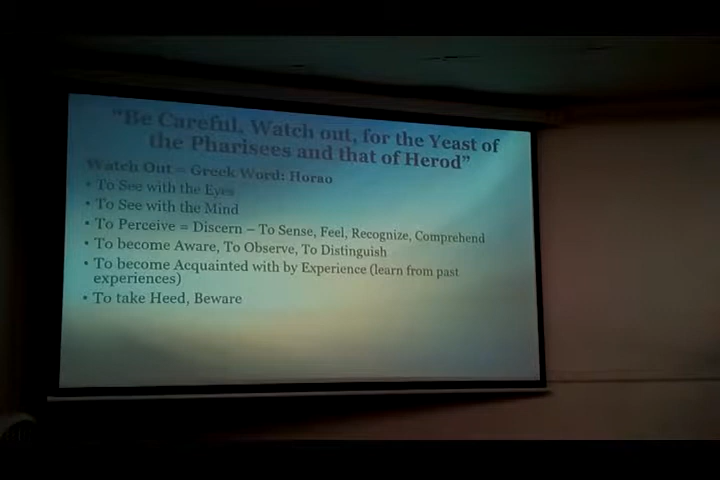 "Be Careful, Watch out, for the Yeast of
the Pharisees and that of Herod"
Watch Out = Greek Word: Horao
• To See with the Eyes
• To See with the Mind
• To Perceive = Discern – To Sense, Feel, Recognize, Comprehend
• To become Aware, To Observe, To Distinguish
• To become Acquainted with by Experience (learn from past
experiences)
• To take Heed, Beware